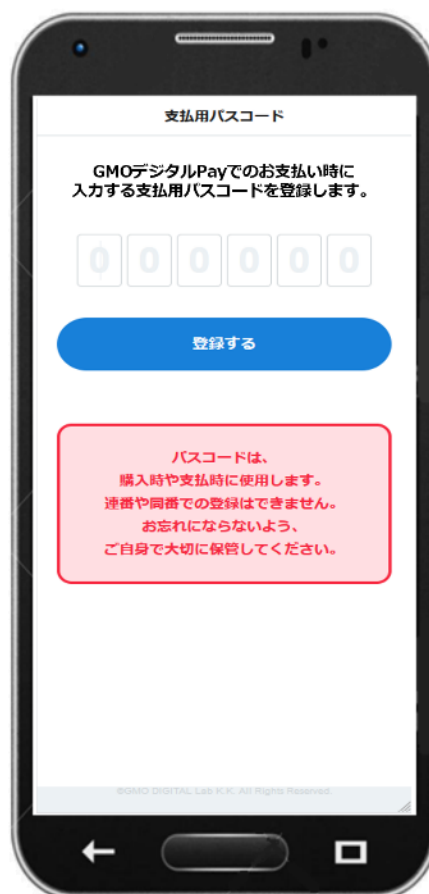 支払用パスコード
GMOデジタルPayでのお支払い時に
入力する支払用パスコードを登録します。
0 0 0 0 0 0
登録する
パスコードは、
購入時や支払時に使用します。
連番や同番での登録はできません。
お忘れにならないよう、
ご自身で大切に保管してください。
©GMO DIGITAL Lab K.K. All Rights Reserved.